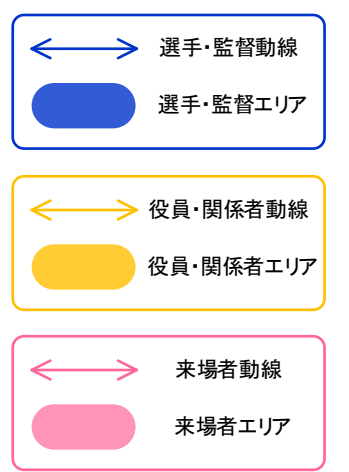 選手・監督動線
選手・監督エリア
役員・関係者動線
役員・関係者エリア
来場者動線
来場者エリア